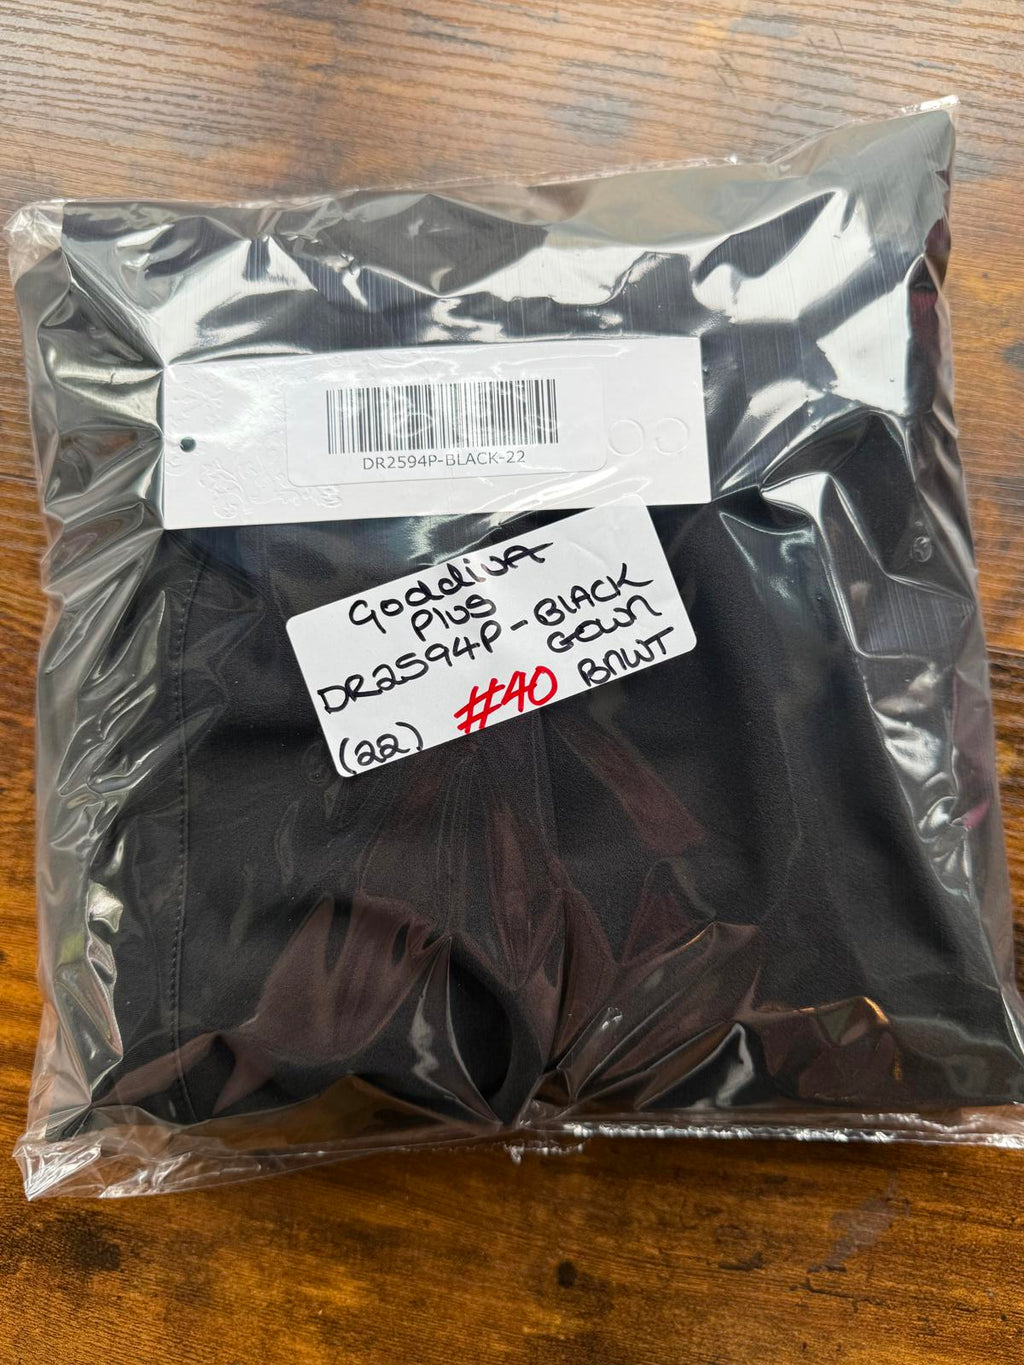 DR2594P-BLACK-22
Goddiva
Plus
DR2594P-BLACK
GOWN
(22) #40 BNWT